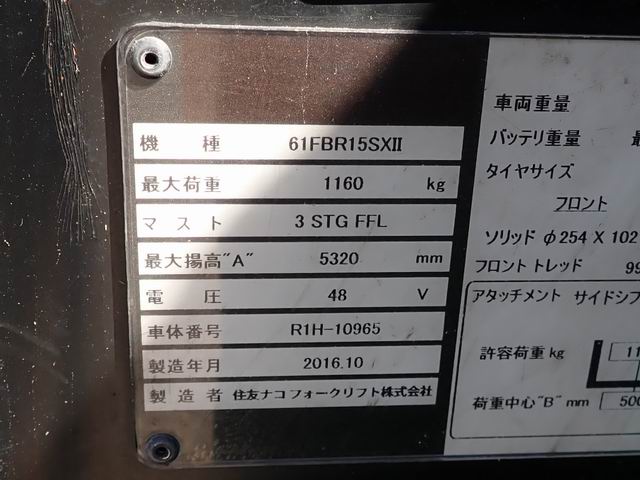 機 種 61FBR15SXII
最大荷重 1160 kg
マスト 3 STG FFL
最大揚高"A" 5320 mm
電 圧 48 V
車体番号 R1H-10965
製造年月 2016.10
製造者 住友ナコフォークリフト株式会社
車両重量
バッテリ重量
タイヤサイズ
フロント
ソリッド φ254 X 102
フロントトレッド 99
アタッチメント サイドシフ
許容荷重 kg 11
荷重中心"B" mm 500